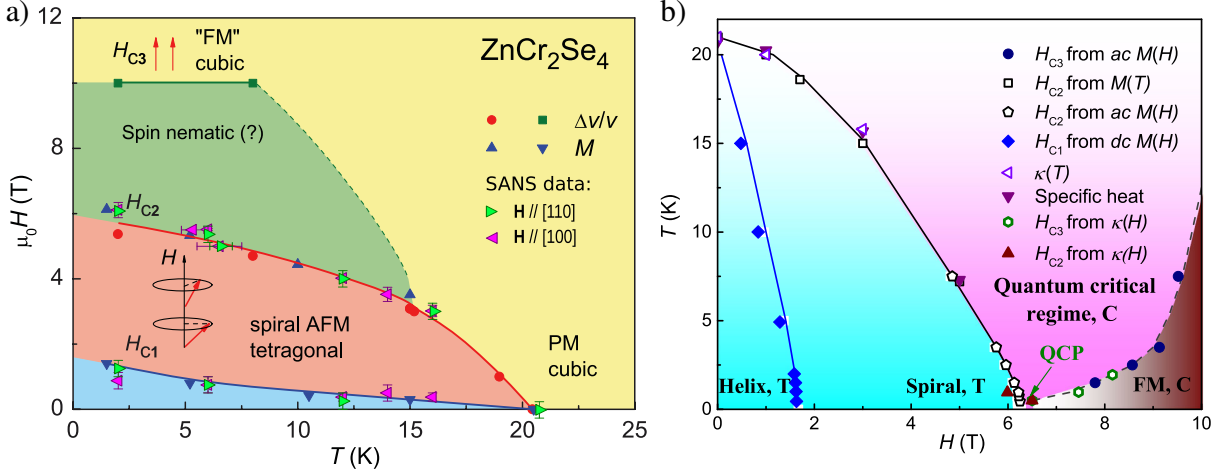 a)
"FM"
cubic
H_C3
ZnCr2Se4
Spin nematic (?)
Δv/v
M
SANS data:
H // [110]
H // [100]
H_C2
H
spiral AFM
tetragonal
H_C1
PM
cubic
12
10
8
6
4
2
0
μ0H (T)
0
5
10
15
20
25
T (K)
b)
H_C3 from ac M(H)
H_C2 from M(T)
H_C2 from ac M(H)
H_C1 from dc M(H)
κ(T)
Specific heat
H_C3 from κ(H)
H_C2 from κ(H)
Quantum critical
regime, C
QCP
Helix, T
Spiral, T
FM, C
20
15
10
5
0
T (K)
0
2
4
6
8
10
H (T)